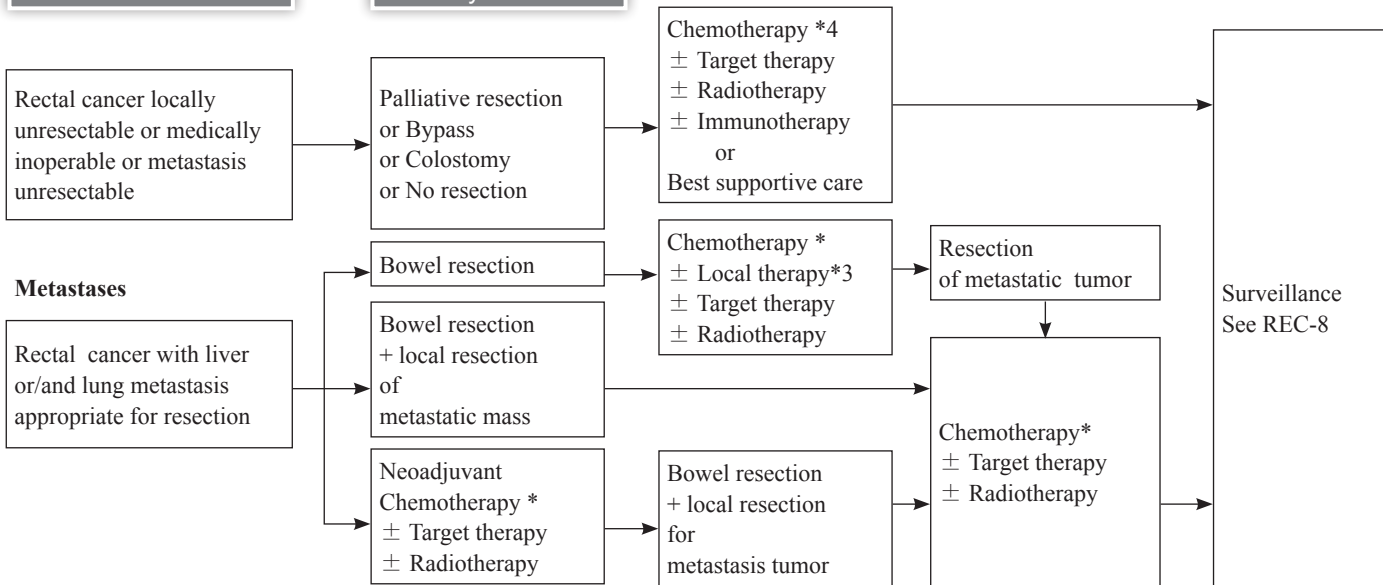 Rectal cancer locally
unresectable or medically
inoperable or metastasis
unresectable
Palliative resection
or Bypass
or Colostomy
or No resection
Chemotherapy *4
± Target therapy
± Radiotherapy
± Immunotherapy
or
Best supportive care
Metastases
Rectal cancer with liver
or/and lung metastasis
appropriate for resection
Bowel resection
Chemotherapy *
± Local therapy*3
± Target therapy
± Radiotherapy
Resection
of metastatic tumor
Bowel resection
+ local resection
of
metastatic mass
Neoadjuvant
Chemotherapy *
± Target therapy
± Radiotherapy
Bowel resection
+ local resection
for
metastasis tumor
Chemotherapy*
± Target therapy
± Radiotherapy
Surveillance
See REC-8